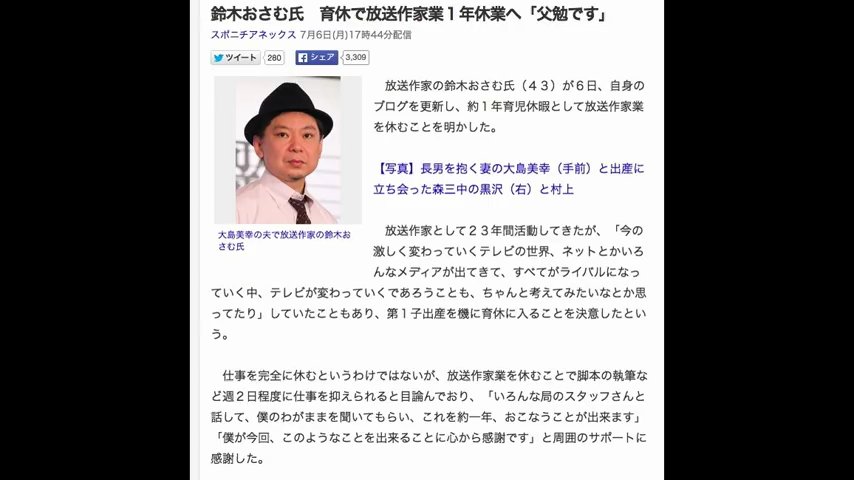 鈴木おさむ氏　育休で放送作家業１年休業へ「父勉です」
スポニチアネックス 7月6日(月)17時44分配信
ツイート 280 シェア 3,309
放送作家の鈴木おさむ氏（４３）が６日、自身の
ブログを更新し、約１年育児休暇として放送作家業
を休むことを明かした。
【写真】長男を抱く妻の大島美幸（手前）と出産に
立ち会った森三中の黒沢（右）と村上
大島美幸の夫で放送作家の鈴木お
さむ氏
放送作家として２３年間活動してきたが、「今の
激しく変わっていくテレビの世界、ネットとかいろ
んなメディアが出てきて、すべてがライバルになっ
ていく中、テレビが変わっていくであろうことも、ちゃんと考えてみたいなとか思
ってたり」していたこともあり、第１子出産を機に育休に入ることを決意したとい
う。
仕事を完全に休むというわけではないが、放送作家業を休むことで脚本の執筆な
ど週２日程度に仕事を抑えられると目論んでおり、「いろんな局のスタッフさんと
話して、僕のわがままを聞いてもらい、これを約一年、おこなうことが出来ます」
「僕が今回、このようなことを出来ることに心から感謝です」と周囲のサポートに
感謝した。